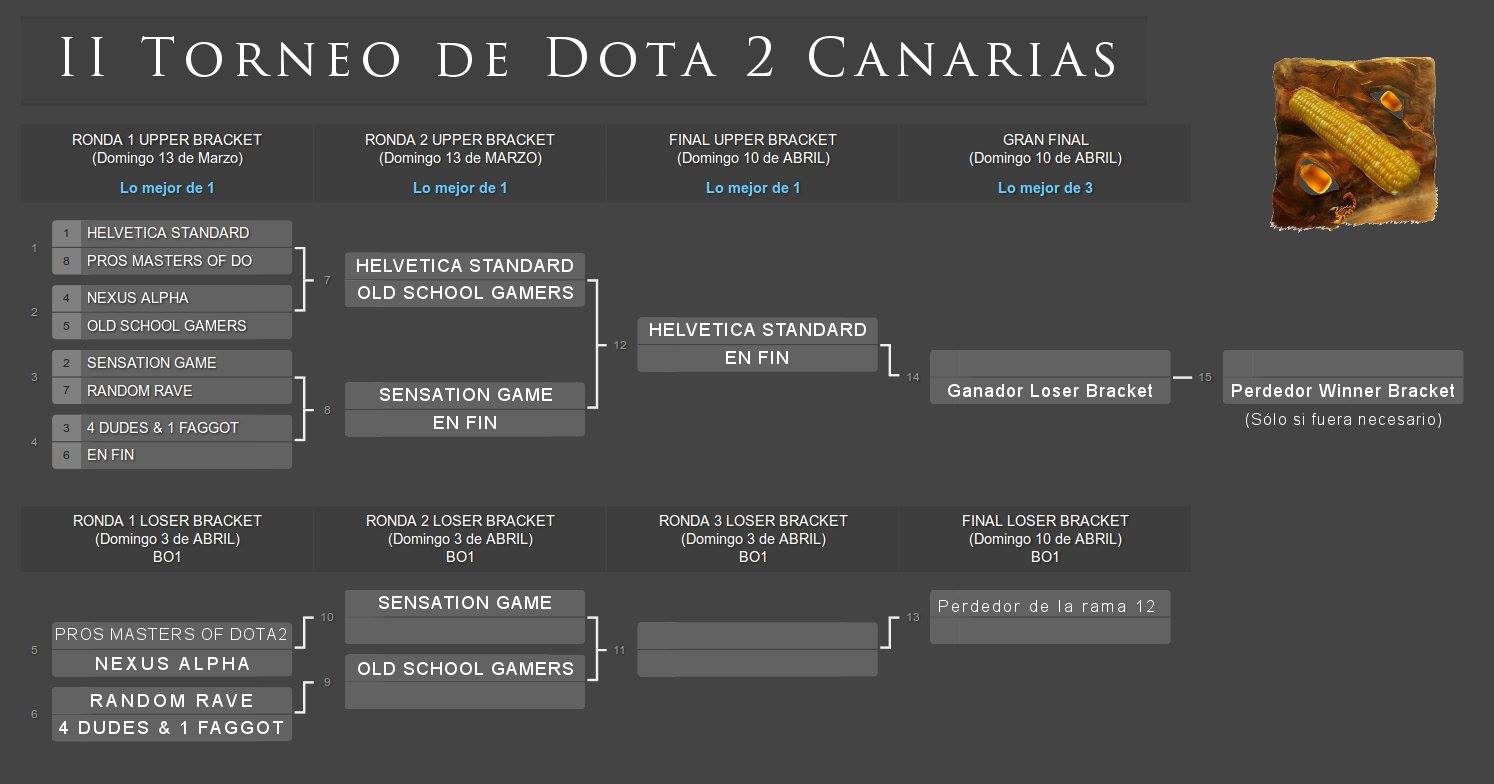 II Torneo de Dota 2 Canarias
RONDA 1 UPPER BRACKET
(Domingo 13 de Marzo)
Lo mejor de 1
RONDA 2 UPPER BRACKET
(Domingo 13 de MARZO)
Lo mejor de 1
FINAL UPPER BRACKET
(Domingo 10 de ABRIL)
Lo mejor de 1
GRAN FINAL
(Domingo 10 de ABRIL)
Lo mejor de 3
1
1 HELVETICA STANDARD
8 PROS MASTERS OF DO
2
4 NEXUS ALPHA
5 OLD SCHOOL GAMERS
3
2 SENSATION GAME
7 RANDOM RAVE
4
3 4 DUDES & 1 FAGGOT
6 EN FIN
7
HELVETICA STANDARD
OLD SCHOOL GAMERS
8
SENSATION GAME
EN FIN
12
HELVETICA STANDARD
EN FIN
14
Ganador Loser Bracket
15
Perdedor Winner Bracket
(Sólo si fuera necesario)
RONDA 1 LOSER BRACKET
(Domingo 3 de ABRIL)
BO1
RONDA 2 LOSER BRACKET
(Domingo 3 de ABRIL)
BO1
RONDA 3 LOSER BRACKET
(Domingo 3 de ABRIL)
BO1
FINAL LOSER BRACKET
(Domingo 10 de ABRIL)
BO1
5
PROS MASTERS OF DOTA2
NEXUS ALPHA
6
RANDOM RAVE
4 DUDES & 1 FAGGOT
10
SENSATION GAME
9
OLD SCHOOL GAMERS
11
13
Perdedor de la rama 12